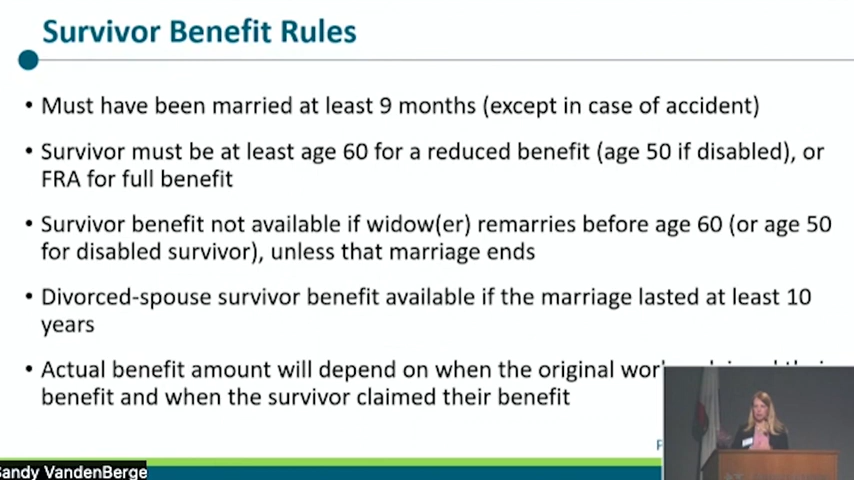 Survivor Benefit Rules
• Must have been married at least 9 months (except in case of accident)
• Survivor must be at least age 60 for a reduced benefit (age 50 if disabled), or
FRA for full benefit
• Survivor benefit not available if widow(er) remarries before age 60 (or age 50
for disabled survivor), unless that marriage ends
• Divorced-spouse survivor benefit available if the marriage lasted at least 10
years
• Actual benefit amount will depend on when the original
benefit and when the survivor claimed their benefit
Sandy VandenBerge